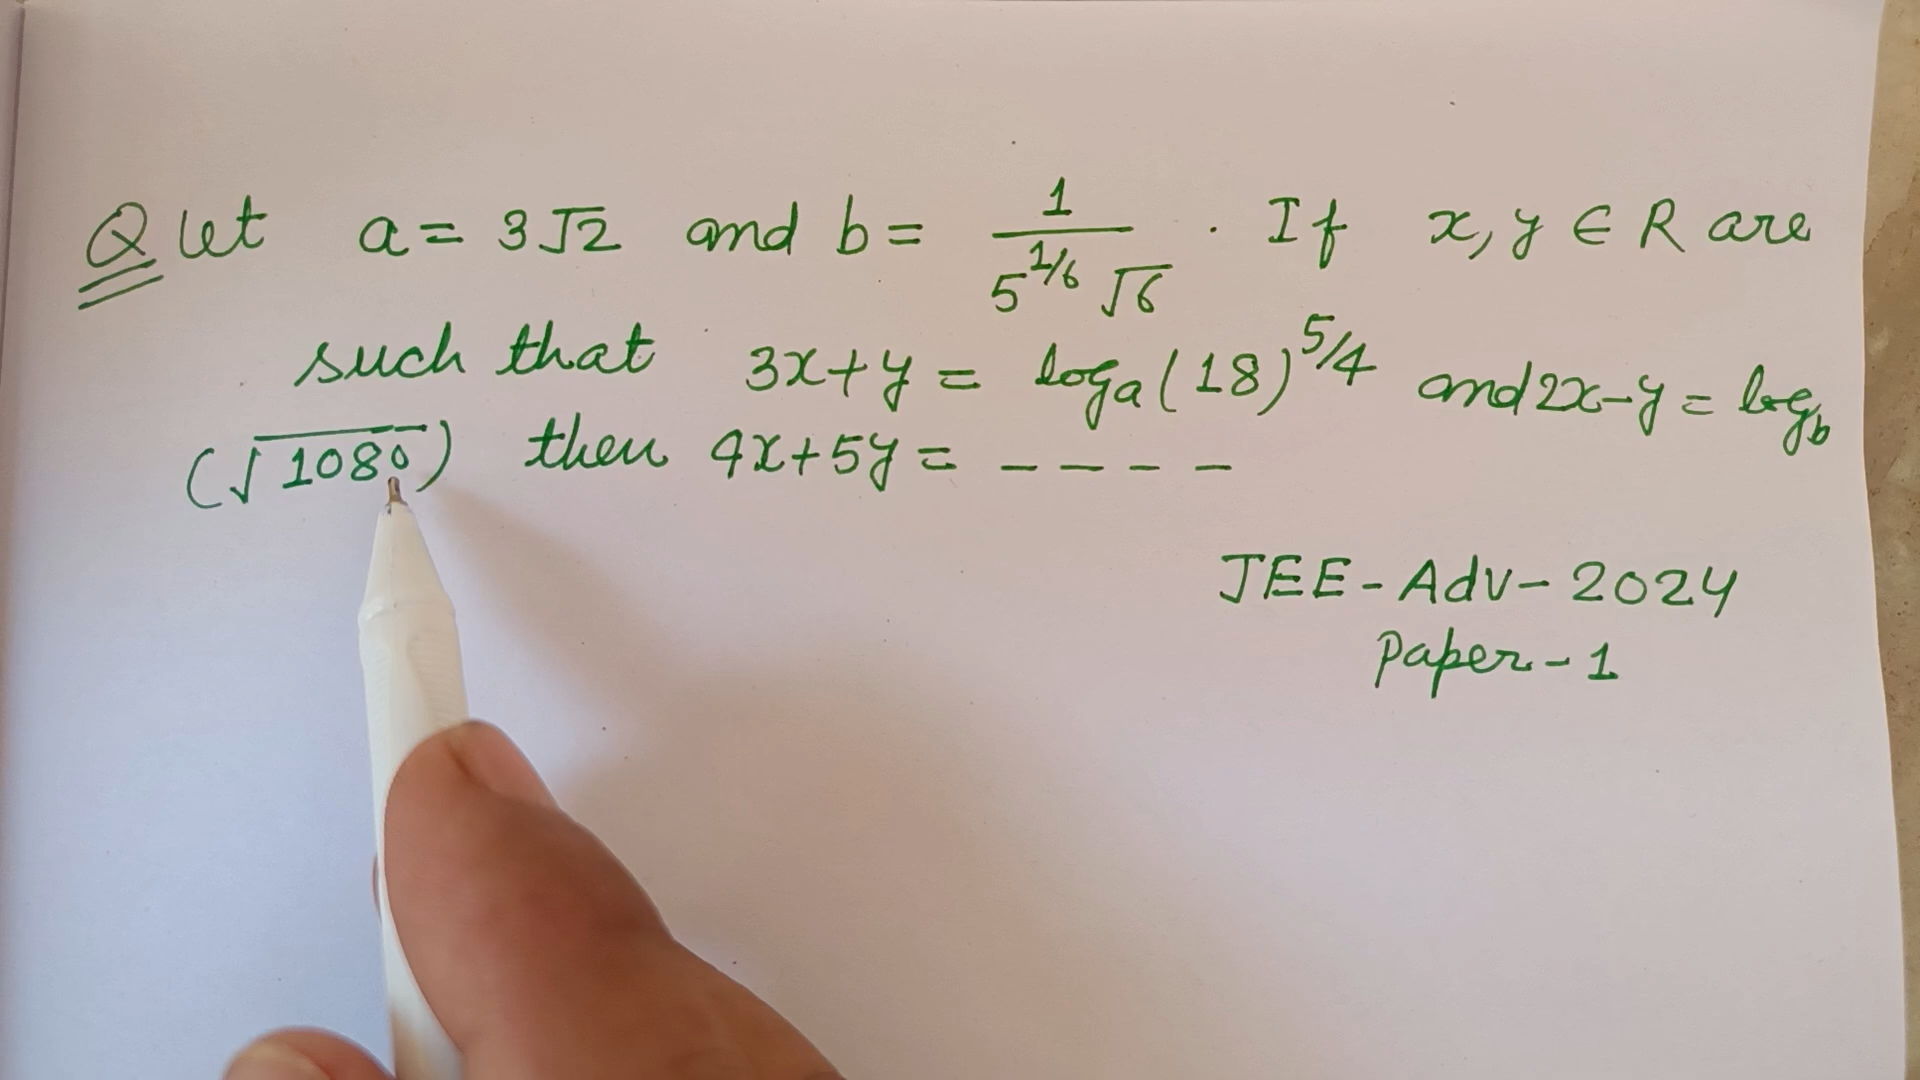 Q Let a = 3√2 and b = 1/(5^{1/6} √6) . If x, y ∈ R are
such that 3x+y = log_a (18)^{5/4} and 2x-y = log_b
(√1080) then 4x+5y = ----
JEE-Adv-2024
Paper-1